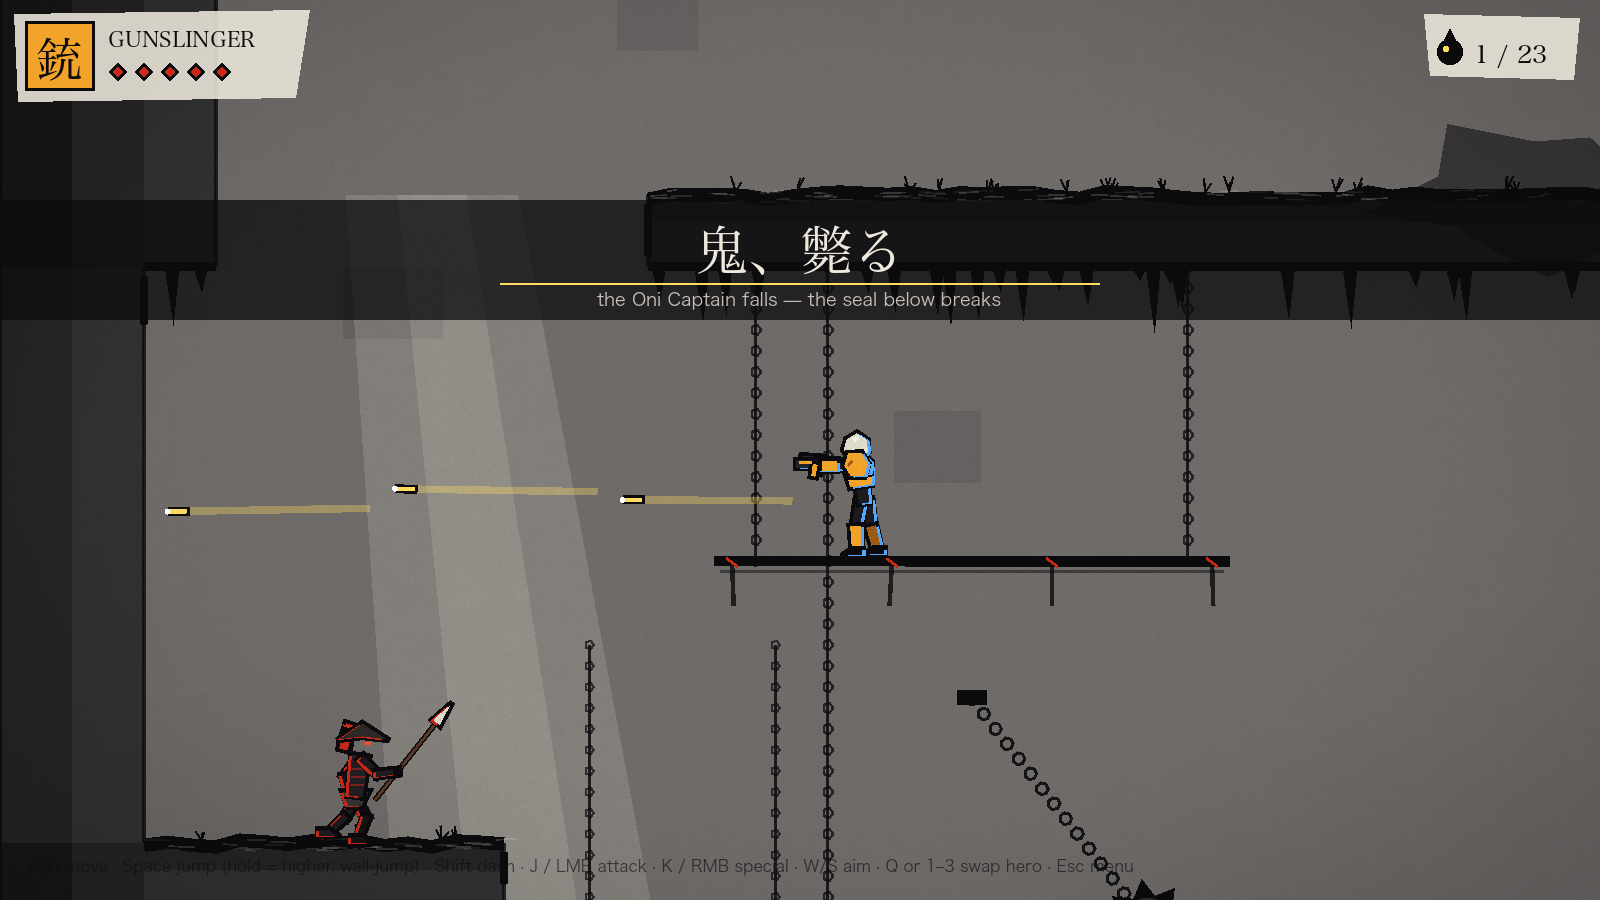 銃
GUNSLINGER
1 / 23
鬼、斃る
the Oni Captain falls — the seal below breaks
A/D move · Space jump (hold = higher, wall-jump) · Shift dash · J / LMB attack · K / RMB special · W/S aim · Q or 1–3 swap hero · Esc menu